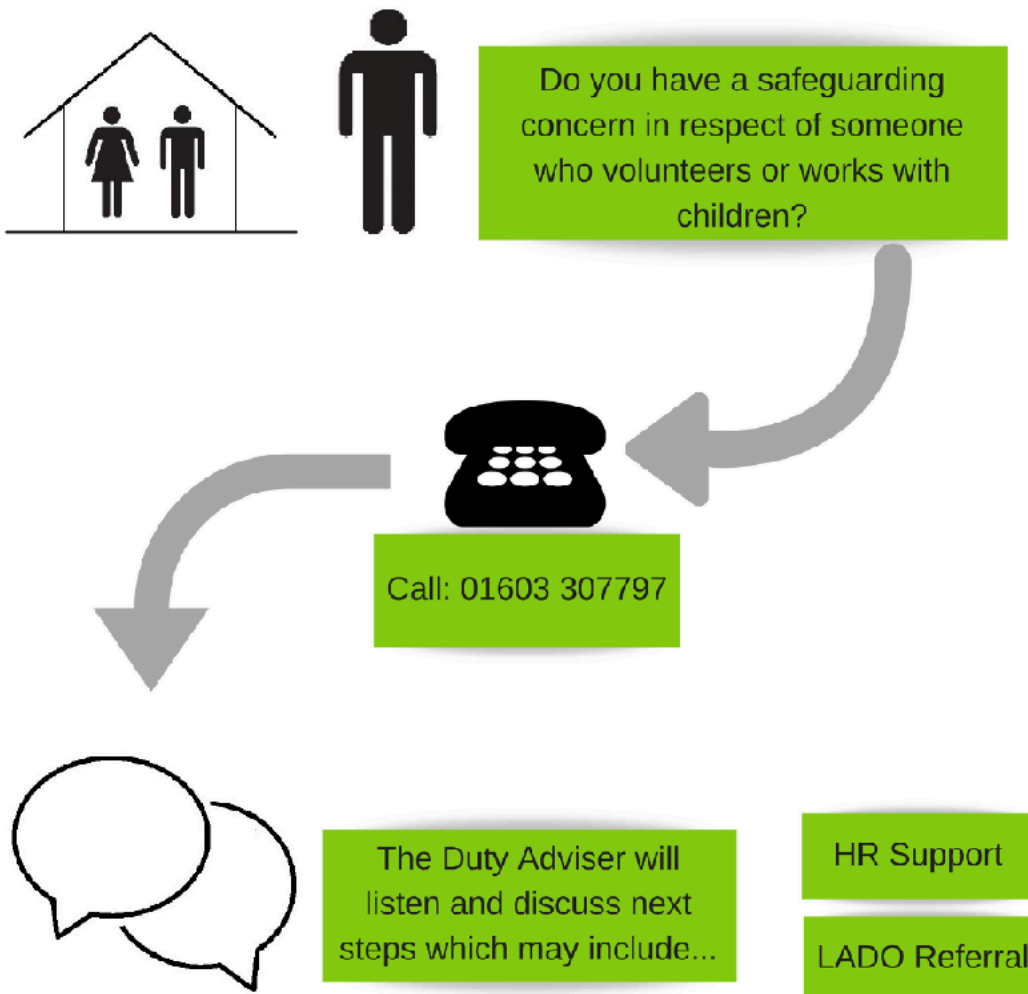 Do you have a safeguarding
concern in respect of someone
who volunteers or works with
children?
Call: 01603 307797
The Duty Adviser will
listen and discuss next
steps which may include...
HR Support
LADO Referral